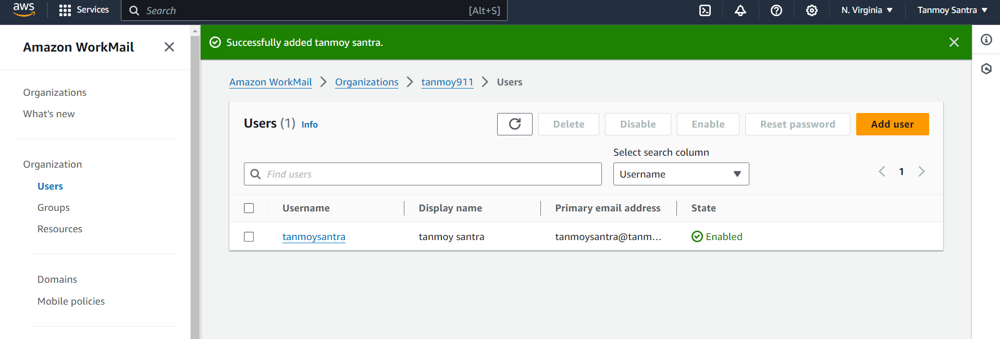 aws Services Search [Alt+S] N. Virginia Tanmoy Santra
Amazon WorkMail
Organizations
What's new
Organization
Users
Groups
Resources
Domains
Mobile policies
Successfully added tanmoy santra.
Amazon WorkMail Organizations tanmoy911 Users
Users (1) Info Delete Disable Enable Reset password Add user
Select search column
Find users Username 1
Username Display name Primary email address State
tanmoysantra tanmoy santra tanmoysantra@tanm... Enabled